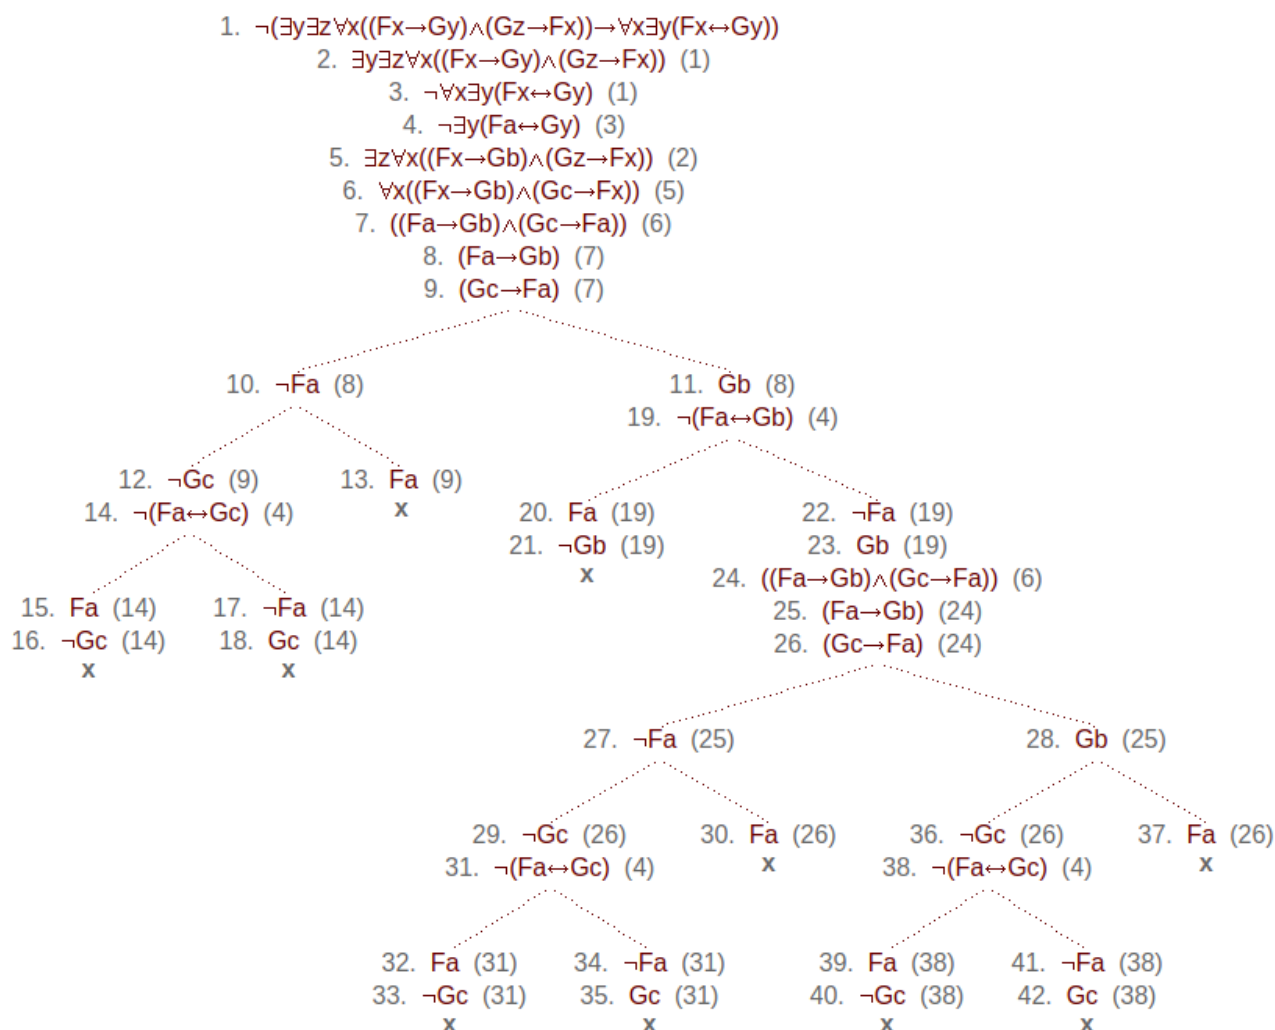 1. ¬(∃y∃z∀x((Fx→Gy)∧(Gz→Fx))→∀x∃y(Fx↔Gy))
2. ∃y∃z∀x((Fx→Gy)∧(Gz→Fx)) (1)
3. ¬∀x∃y(Fx↔Gy) (1)
4. ¬∃y(Fa↔Gy) (3)
5. ∃z∀x((Fx→Gb)∧(Gz→Fx)) (2)
6. ∀x((Fx→Gb)∧(Gc→Fx)) (5)
7. ((Fa→Gb)∧(Gc→Fa)) (6)
8. (Fa→Gb) (7)
9. (Gc→Fa) (7)
10. ¬Fa (8) 11. Gb (8)
19. ¬(Fa↔Gb) (4)
12. ¬Gc (9) 13. Fa (9)
14. ¬(Fa↔Gc) (4) x 20. Fa (19) 22. ¬Fa (19)
21. ¬Gb (19) 23. Gb (19)
x 24. ((Fa→Gb)∧(Gc→Fa)) (6)
15. Fa (14) 17. ¬Fa (14) 25. (Fa→Gb) (24)
16. ¬Gc (14) 18. Gc (14) 26. (Gc→Fa) (24)
x x
27. ¬Fa (25) 28. Gb (25)
29. ¬Gc (26) 30. Fa (26) 36. ¬Gc (26) 37. Fa (26)
31. ¬(Fa↔Gc) (4) x 38. ¬(Fa↔Gc) (4) x
32. Fa (31) 34. ¬Fa (31) 39. Fa (38) 41. ¬Fa (38)
33. ¬Gc (31) 35. Gc (31) 40. ¬Gc (38) 42. Gc (38)
x x x x